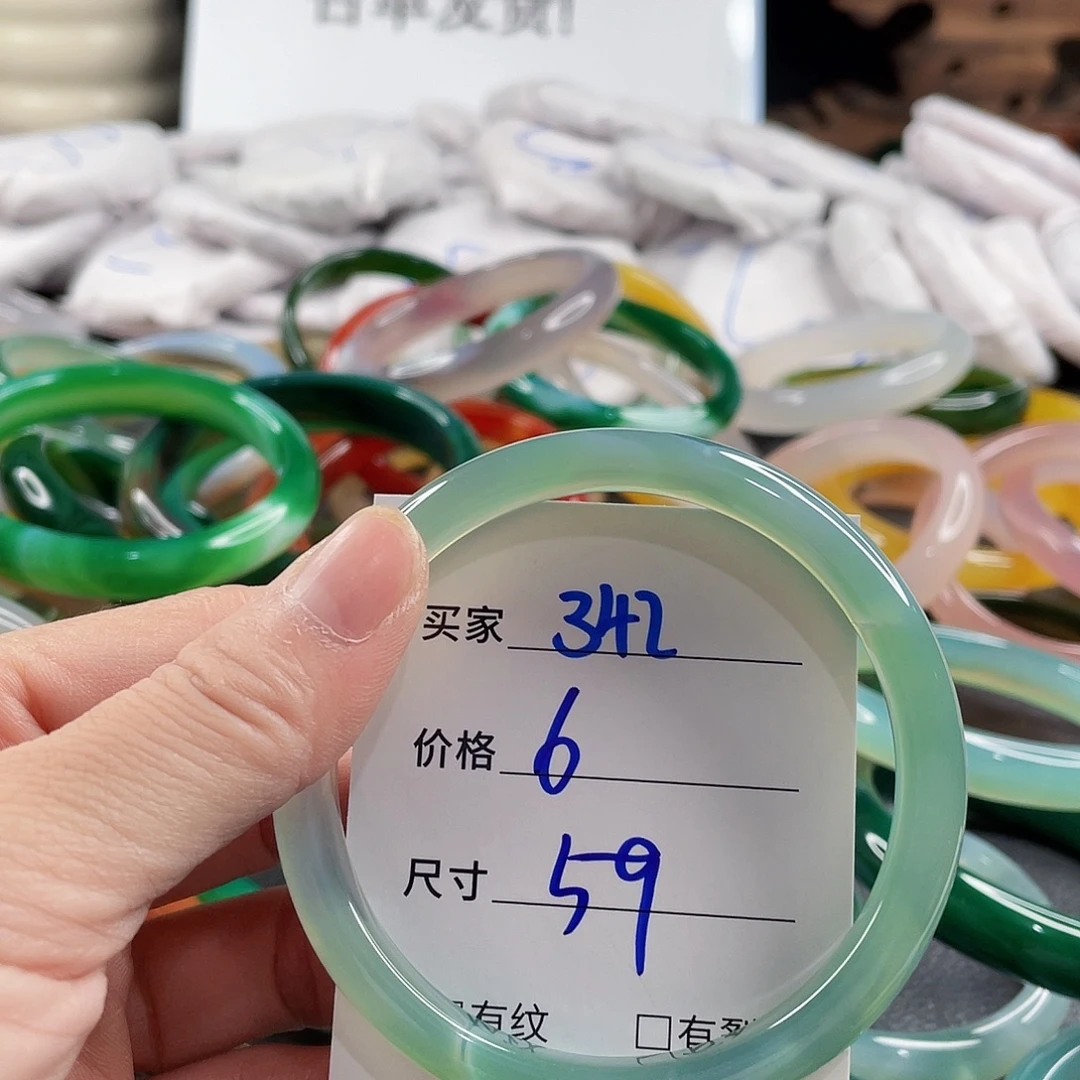 买家 342
价格 6
尺寸 59
有纹 □有裂